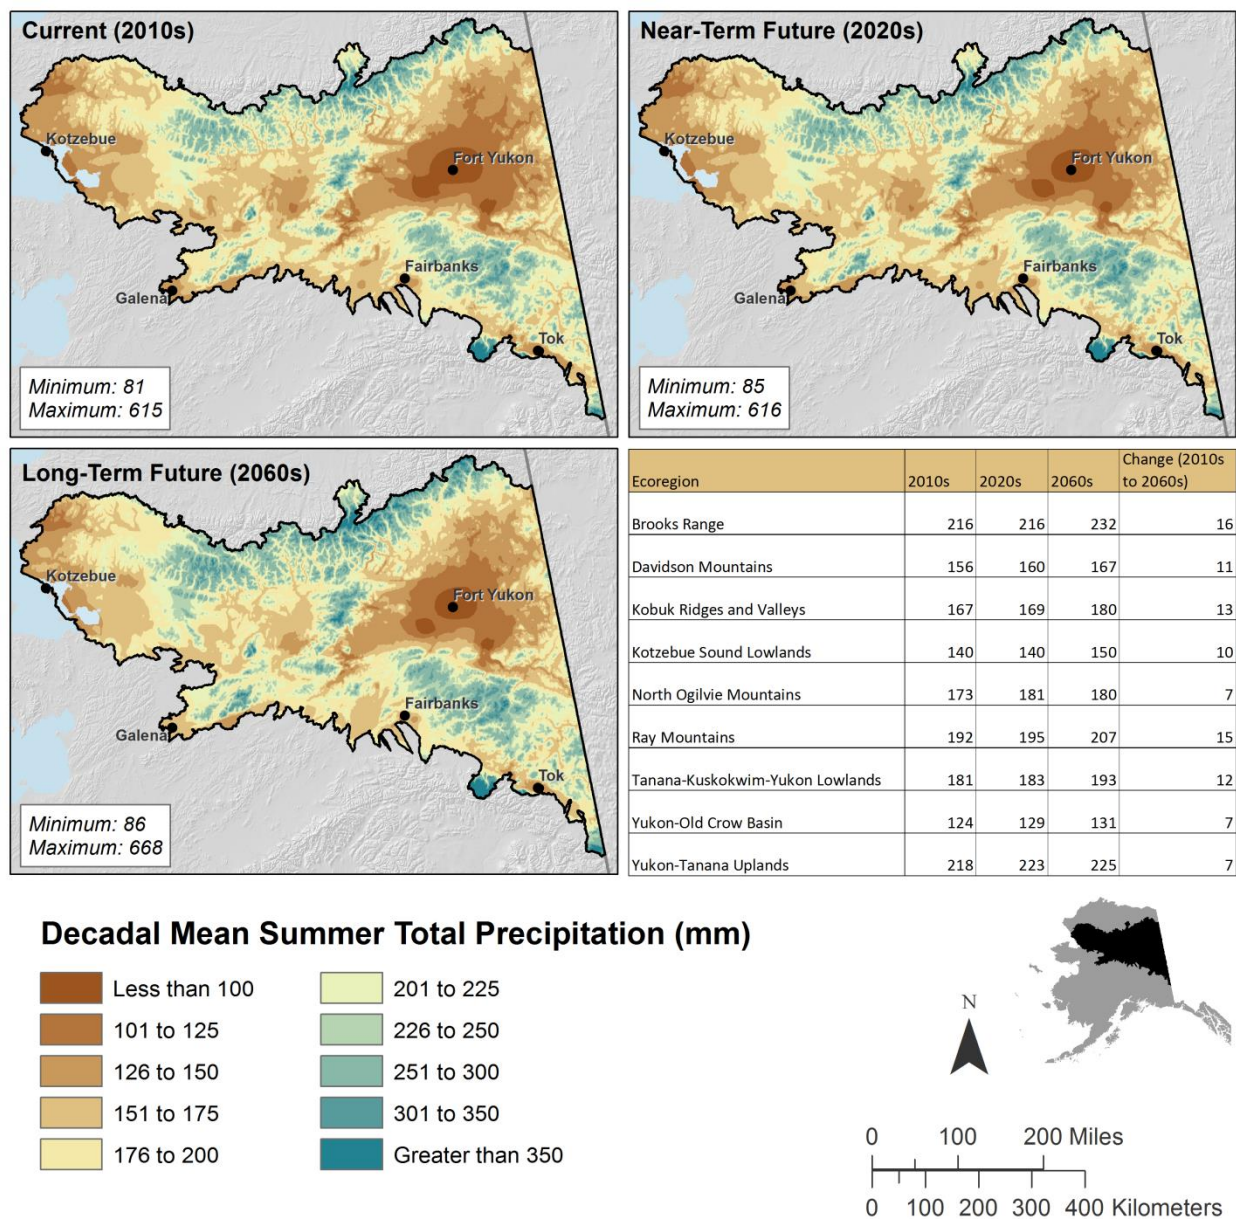 Current (2010s)
Kotzebue
Fort Yukon
Fairbanks
Galena
Tok
Minimum: 81
Maximum: 615
Near-Term Future (2020s)
Kotzebue
Fort Yukon
Fairbanks
Galena
Tok
Minimum: 85
Maximum: 616
Long-Term Future (2060s)
Kotzebue
Fort Yukon
Fairbanks
Galena
Tok
Minimum: 86
Maximum: 668
Ecoregion 2010s 2020s 2060s Change (2010s
to 2060s)
Brooks Range 216 216 232 16
Davidson Mountains 156 160 167 11
Kobuk Ridges and Valleys 167 169 180 13
Kotzebue Sound Lowlands 140 140 150 10
North Ogilvie Mountains 173 181 180 7
Ray Mountains 192 195 207 15
Tanana-Kuskokwim-Yukon Lowlands 181 183 193 12
Yukon-Old Crow Basin 124 129 131 7
Yukon-Tanana Uplands 218 223 225 7
Decadal Mean Summer Total Precipitation (mm)
Less than 100
101 to 125
126 to 150
151 to 175
176 to 200
201 to 225
226 to 250
251 to 300
301 to 350
Greater than 350
N
0 100 200 Miles
0 100 200 300 400 Kilometers